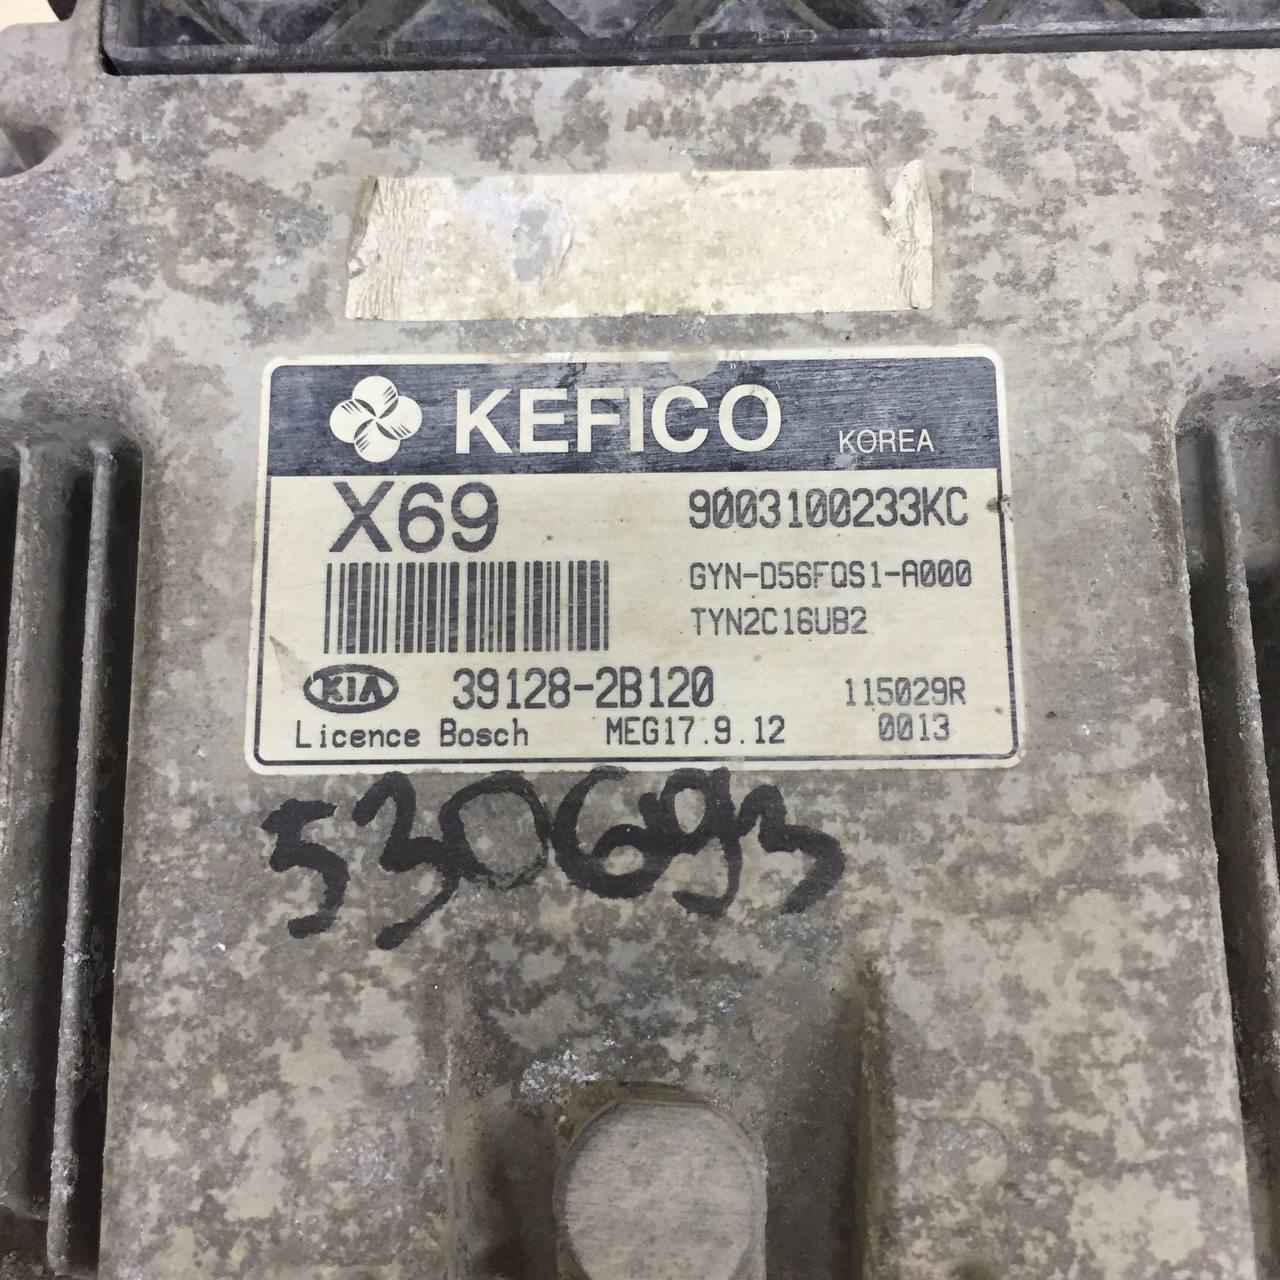 KEFICO KOREA
X69 9003100233KC
GYN-D56FQS1-A000
TYN2C16UB2
KIA 39128-2B120 115029R
Licence Bosch MEG17.9.12 0013
530693